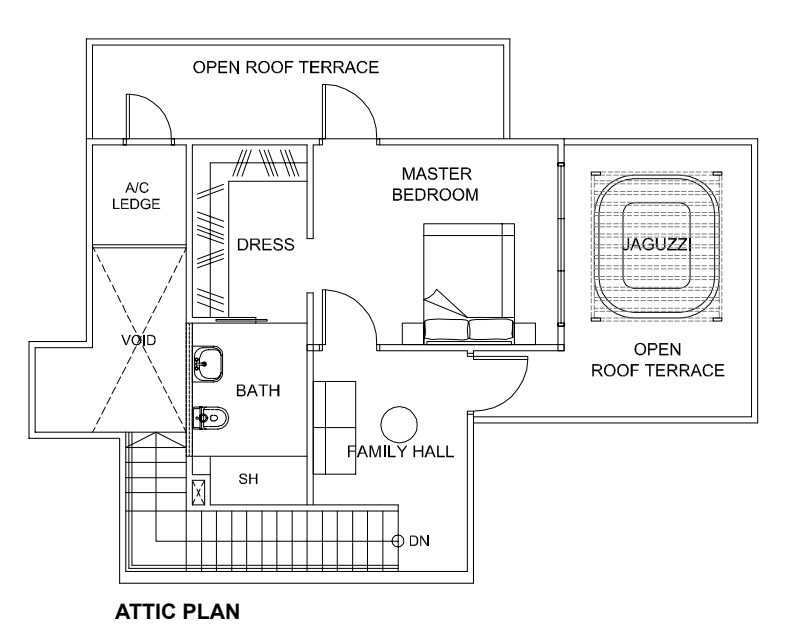 OPEN ROOF TERRACE
A/C
LEDGE
MASTER
BEDROOM
DRESS
JAGUZZI
VOID
OPEN
ROOF TERRACE
BATH
FAMILY HALL
SH
DN
ATTIC PLAN